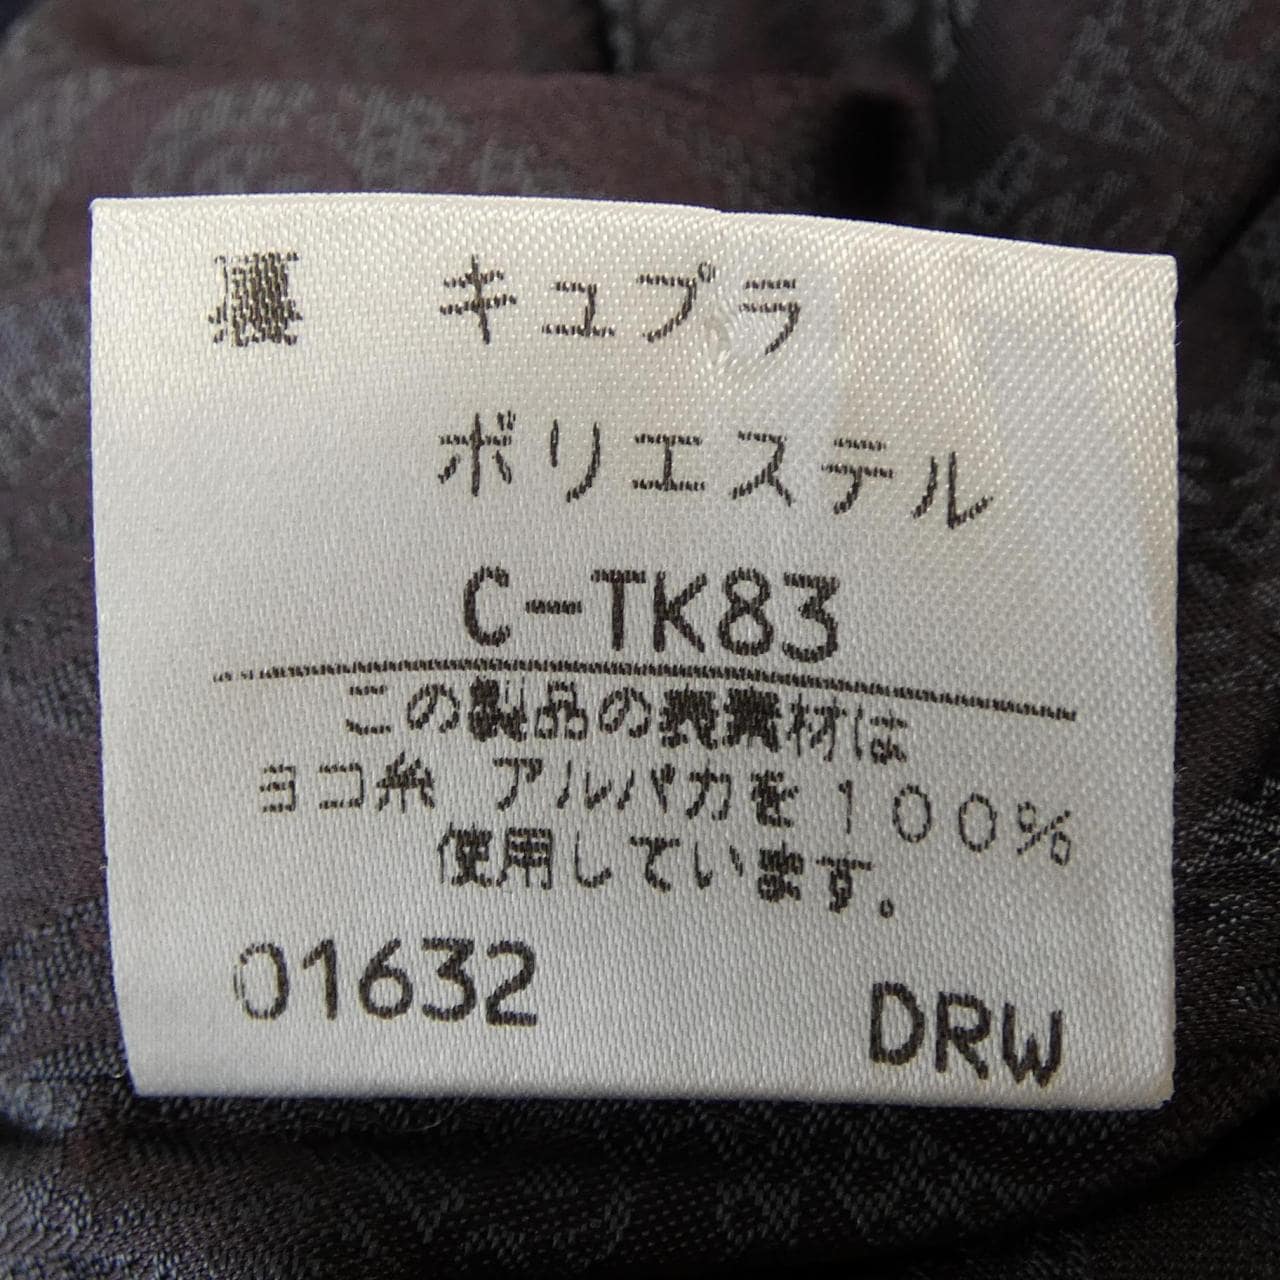 裏 キュプラ
ポリエステル
C-TK83
この製品の表素材は
ヨコ糸 アルパカを100%
使用しています。
01632 DRW